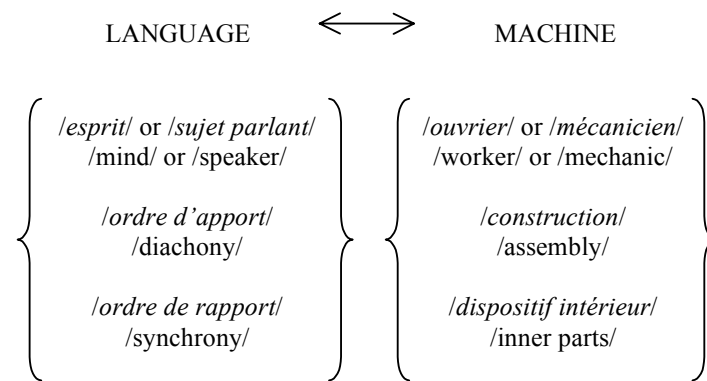 LANGUAGE MACHINE
/esprit/ or /sujet parlant/
/mind/ or /speaker/
/ordre d’apport/
/diachony/
/ordre de rapport/
/synchrony/
/ouvrier/ or /mécanicien/
/worker/ or /mechanic/
/construction/
/assembly/
/dispositif intérieur/
/inner parts/